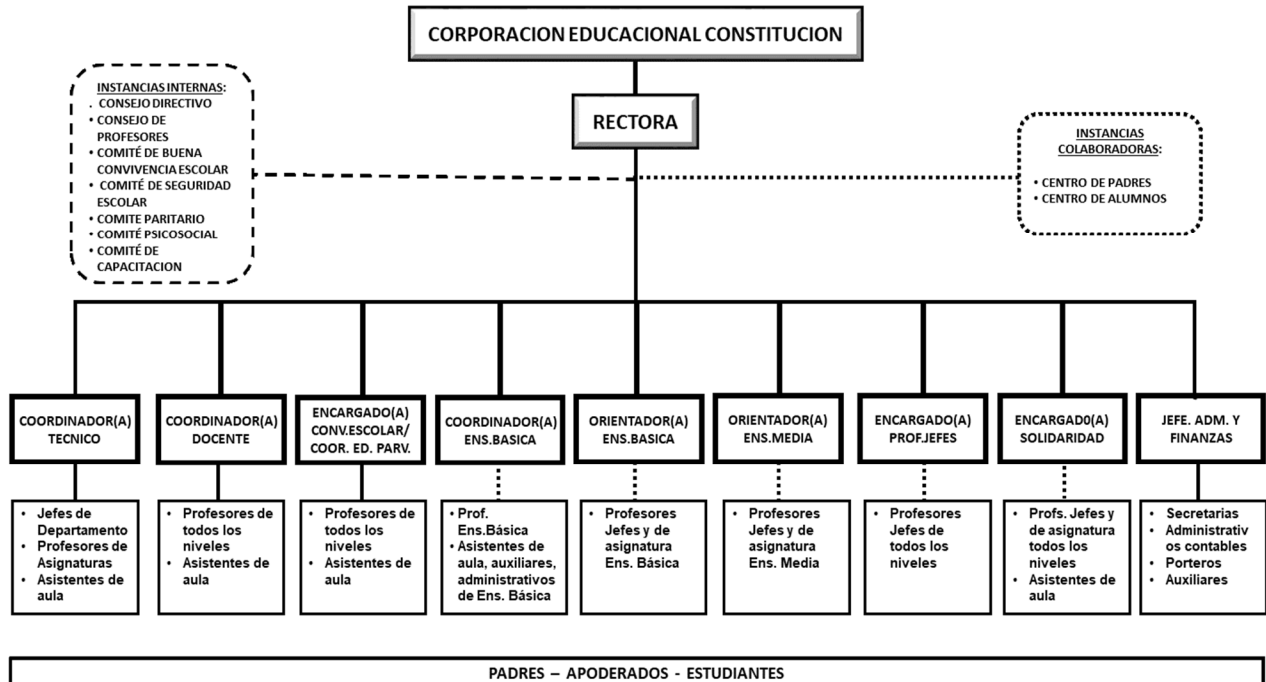 CORPORACION EDUCACIONAL CONSTITUCION
RECTORA
INSTANCIAS INTERNAS:
. CONSEJO DIRECTIVO
• CONSEJO DE
PROFESORES
• COMITÉ DE BUENA
CONVIVENCIA ESCOLAR
• COMITÉ DE SEGURIDAD
ESCOLAR
• COMITE PARITARIO
• COMITÉ PSICOSOCIAL
• COMITÉ DE
CAPACITACION
INSTANCIAS
COLABORADORAS:
• CENTRO DE PADRES
• CENTRO DE ALUMNOS
COORDINADOR(A)
TECNICO
COORDINADOR(A)
DOCENTE
ENCARGADO(A)
CONV.ESCOLAR/
COOR. ED. PARV.
COORDINADOR(A)
ENS.BASICA
ORIENTADOR(A)
ENS.BASICA
ORIENTADOR(A)
ENS.MEDIA
ENCARGADO(A)
PROF.JEFES
ENCARGAD0(A)
SOLIDARIDAD
JEFE. ADM. Y
FINANZAS
• Jefes de
Departamento
• Profesores de
Asignaturas
• Asistentes de
aula
• Profesores de
todos los
niveles
• Asistentes de
aula
• Profesores de
todos los
niveles
• Asistentes de
aula
• Prof.
Ens.Básica
• Asistentes de
aula, auxiliares,
administrativos
de Ens. Básica
• Profesores
Jefes y de
asignatura
Ens. Básica
• Profesores
Jefes y de
asignatura
Ens. Media
• Profesores
Jefes de
todos los
niveles
• Profs. Jefes y
de asignatura
todos los
niveles
• Asistentes de
aula
• Secretarias
• Administrativ
os contables
• Porteros
• Auxiliares
PADRES – APODERADOS - ESTUDIANTES